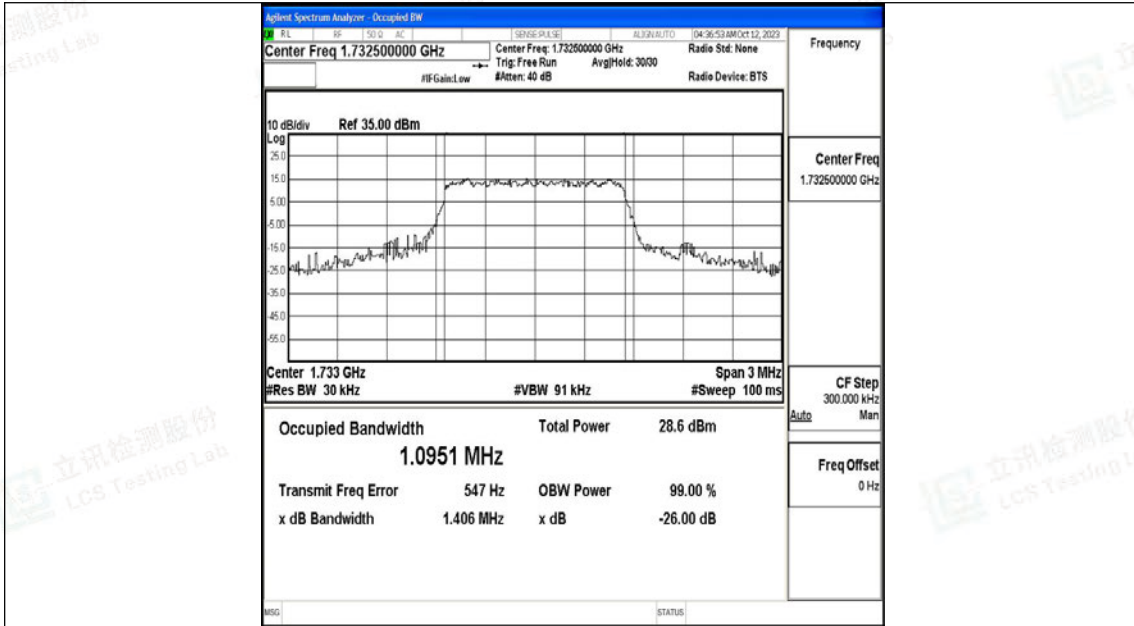 Agilent Spectrum Analyzer - Occupied BW
RL RF 50 Ω AC SENSE:PULSE ALIGNAUTO 04:36:53 AM Oct 12, 2023
Center Freq 1.732500000 GHz
Center Freq: 1.732500000 GHz
Radio Std: None
Trig: Free Run Avg|Hold: 30/30
#IFGain:Low
#Atten: 40 dB
Radio Device: BTS
10 dB/div Ref 35.00 dBm
Log
25.0
15.0
5.00
-5.00
-15.0
-25.0
-35.0
-45.0
-55.0
Center 1.733 GHz Span 3 MHz
#Res BW 30 kHz #VBW 91 kHz #Sweep 100 ms
Occupied Bandwidth Total Power 28.6 dBm
1.0951 MHz
Transmit Freq Error 547 Hz OBW Power 99.00 %
x dB Bandwidth 1.406 MHz x dB -26.00 dB
MSG STATUS
Frequency
Center Freq
1.732500000 GHz
CF Step
300.000 kHz
Auto Man
Freq Offset
0 Hz
立讯检测股份
LCS Testing Lab
立讯检测股份
LCS Testing